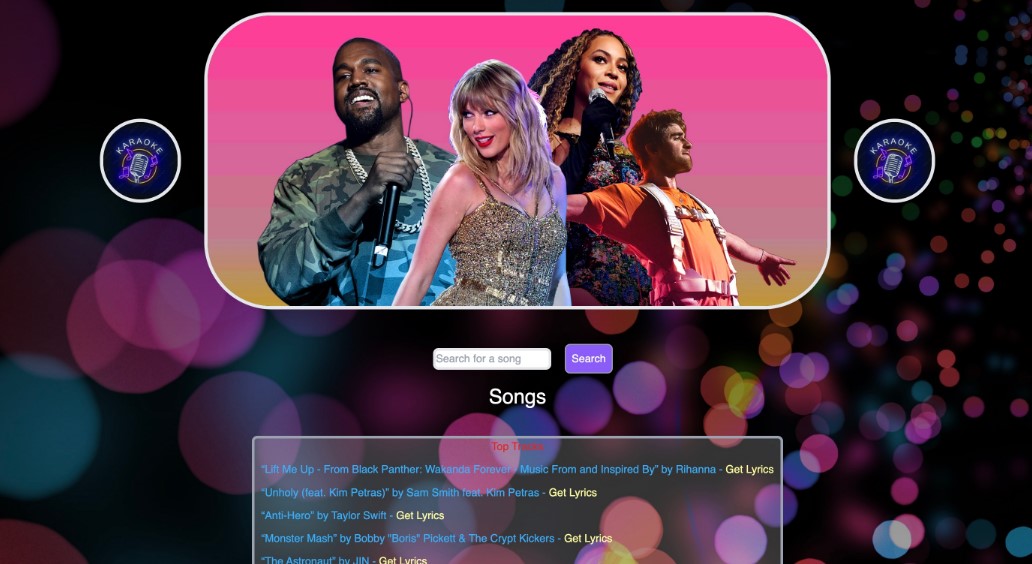 KARAOKE
KARAOKE
Search for a song
Search
Songs
Top Tracks
“Lift Me Up - From Black Panther: Wakanda Forever - Music From and Inspired By” by Rihanna - Get Lyrics
“Unholy (feat. Kim Petras)” by Sam Smith feat. Kim Petras - Get Lyrics
“Anti-Hero” by Taylor Swift - Get Lyrics
“Monster Mash” by Bobby "Boris" Pickett & The Crypt Kickers - Get Lyrics
“The Astronaut” by JIN - Get Lyrics